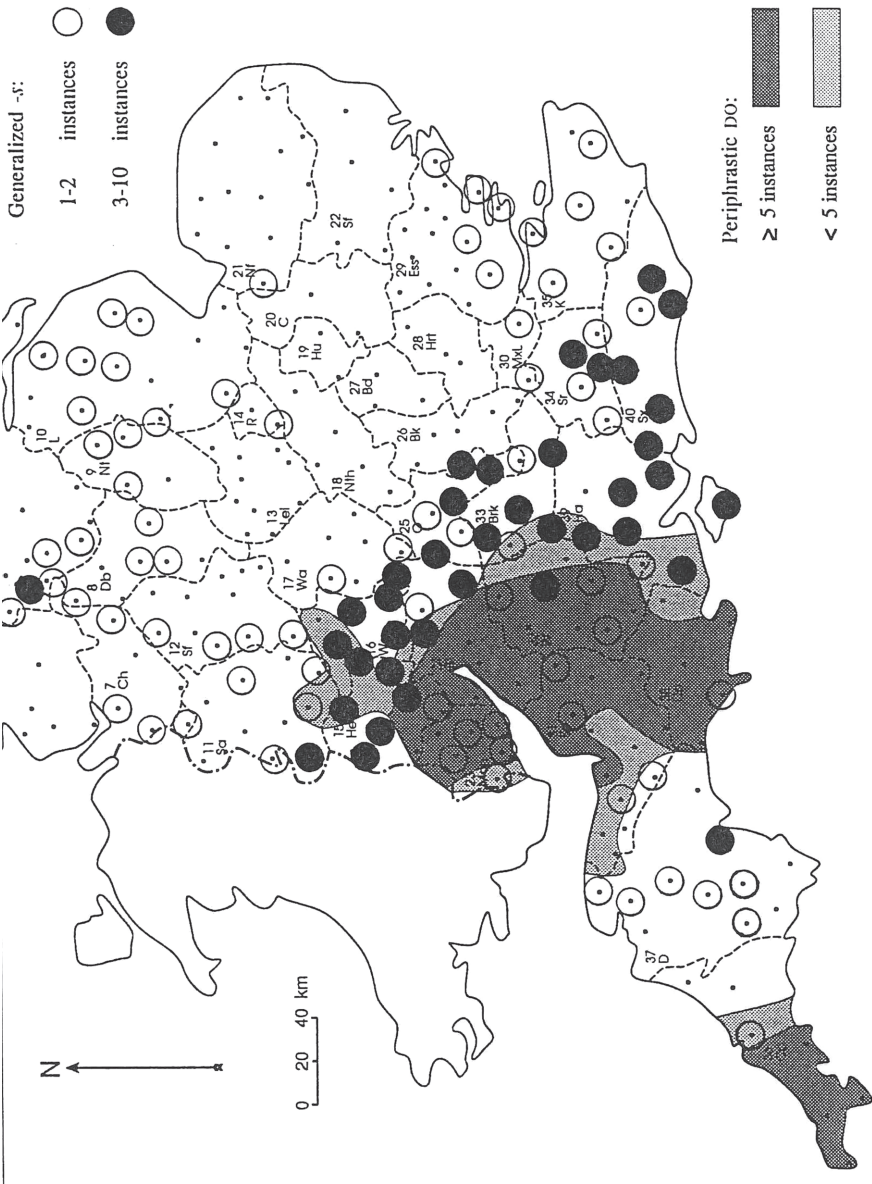 Generalized -s:
1-2 instances
3-10 instances
N
0 20 40 km
Periphrastic DO:
≥ 5 instances
< 5 instances
7
Ch
8
Db
9
Nt
10
L
11
Sa
12
Sf
13
Lei
14
R
15
He
17
Wa
18
Nth
19
Hu
20
C
21
Nf
22
Sf
25
26
Bk
27
Bd
28
Hrt
29
Ess
30
MxL
33
Brk
34
Sr
35
K
37
D
40
Sx